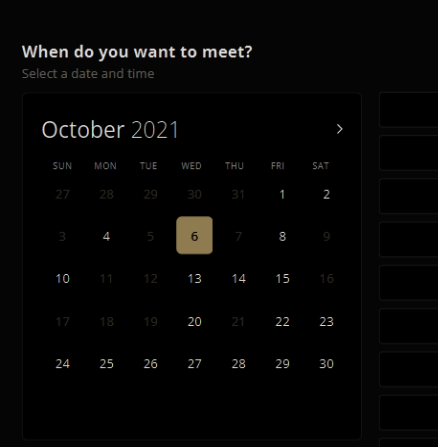 When do you want to meet?
Select a date and time
October 2021
SUN MON TUE WED THU FRI SAT
27 28 29 30 31 1 2
3 4 5 6 7 8 9
10 11 12 13 14 15 16
17 18 19 20 21 22 23
24 25 26 27 28 29 30